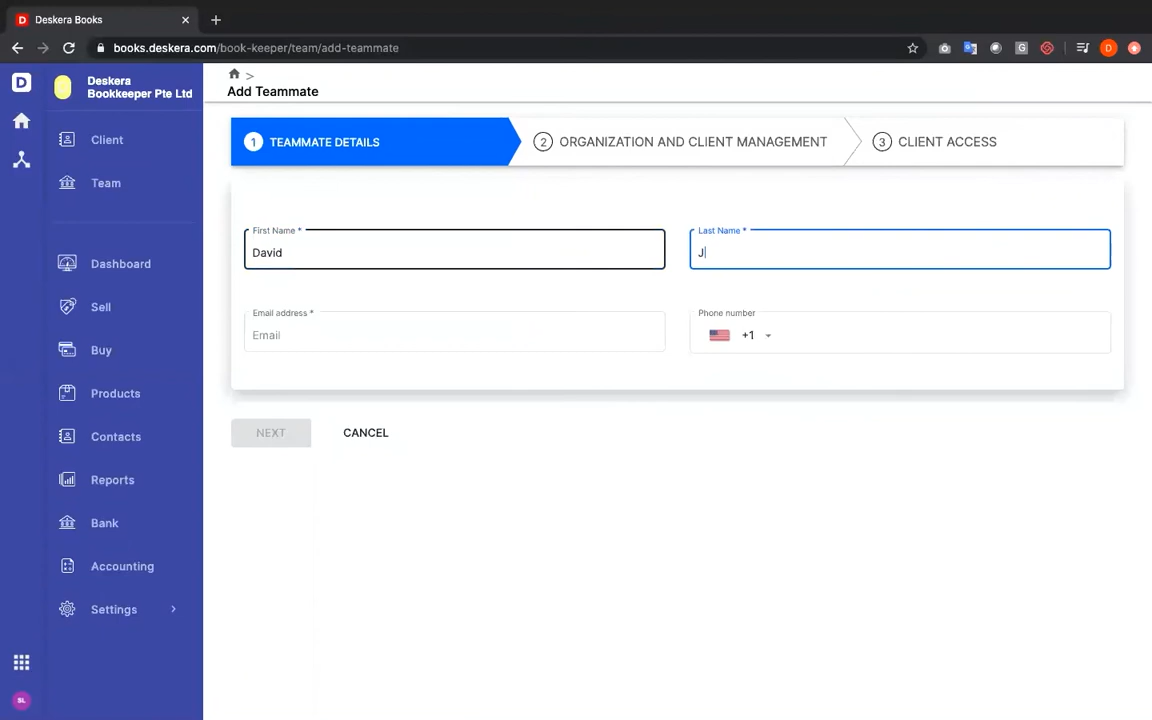 Deskera Books
books.deskera.com/book-keeper/team/add-teammate
G
D
D
Deskera
Bookkeeper Pte Ltd
>
Add Teammate
1 TEAMMATE DETAILS
2 ORGANIZATION AND CLIENT MANAGEMENT
3 CLIENT ACCESS
Client
Team
Dashboard
Sell
Buy
Products
Contacts
Reports
Bank
Accounting
Settings
SL
First Name *
David
Last Name *
J
Email address *
Email
Phone number
+1
NEXT
CANCEL